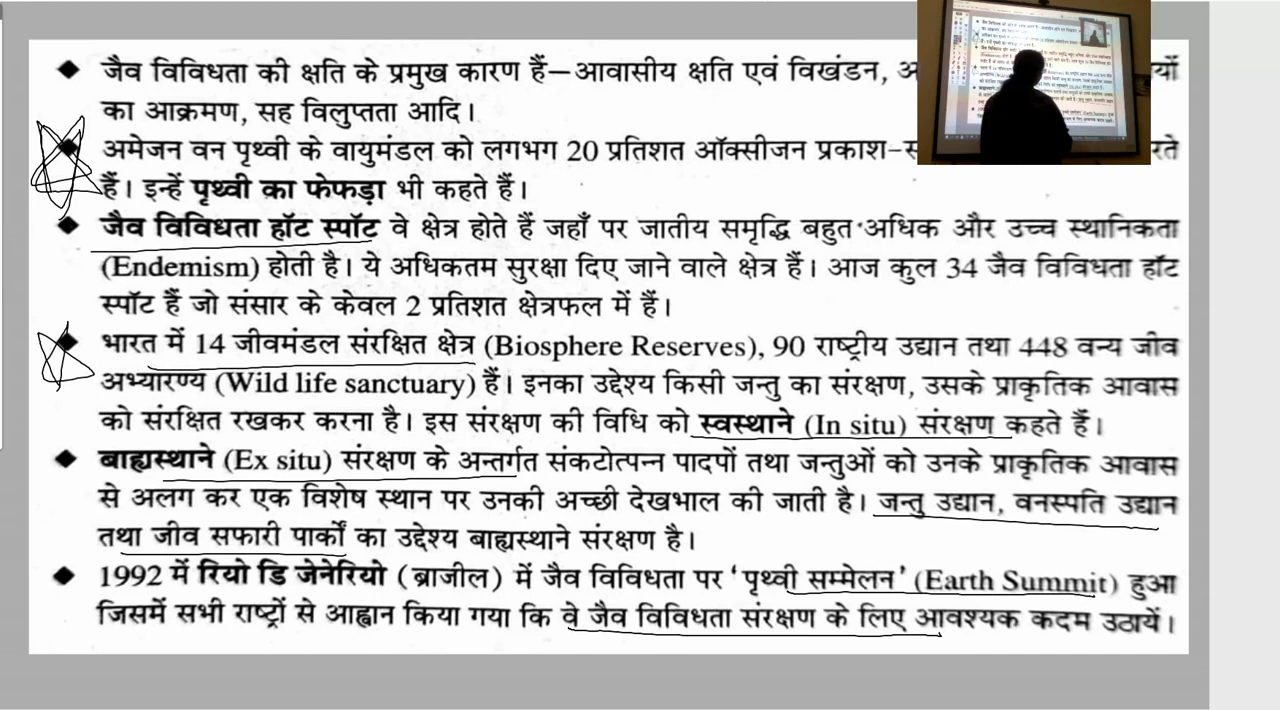 ◆ जैव विविधता की क्षति के प्रमुख कारण हैं—आवासीय क्षति एवं विखंडन,
का आक्रमण, सह विलुप्तता आदि।
◆ अमेजन वन पृथ्वी के वायुमडल को लगभग 20 प्रतिशत ऑक्सीजन प्रकाश-
हैं। इन्हें पृथ्वी का फेफड़ा भी कहते हैं।
◆ जैव विविधता हॉट स्पॉट वे क्षेत्र होते हैं जहाँ पर जातीय समृद्धि बहुत अधिक और उच्च स्थानिकता
(Endemism) होती है। ये अधिकतम सुरक्षा दिए जाने वाले क्षेत्र हैं। आज कुल 34 जैव विविधता हॉट
स्पॉट हैं जो संसार के केवल 2 प्रतिशत क्षेत्रफल में हैं।
◆ भारत में 14 जीवमंडल संरक्षित क्षेत्र (Biosphere Reserves), 90 राष्ट्रीय उद्यान तथा 448 वन्य जीव
अभ्यारण्य (Wild life sanctuary) हैं। इनका उद्देश्य किसी जन्तु का संरक्षण, उसके प्राकृतिक आवास
को संरक्षित रखकर करना है। इस संरक्षण की विधि को स्वस्थाने (In situ) संरक्षण कहते हैं।
◆ बाह्यस्थाने (Ex situ) संरक्षण के अन्तर्गत संकटोत्पन्न पादपों तथा जन्तुओं को उनके प्राकृतिक आवास
से अलग कर एक विशेष स्थान पर उनकी अच्छी देखभाल की जाती है। जन्तु उद्यान, वनस्पति उद्यान
तथा जीव सफारी पार्कों का उद्देश्य बाह्यस्थाने संरक्षण है।
◆ 1992 में रियो डि जेनेरियो (ब्राजील) में जैव विविधता पर 'पृथ्वी सम्मेलन' (Earth Summit) हुआ
जिसमें सभी राष्ट्रों से आह्वान किया गया कि वे जैव विविधता संरक्षण के लिए आवश्यक कदम उठायें।